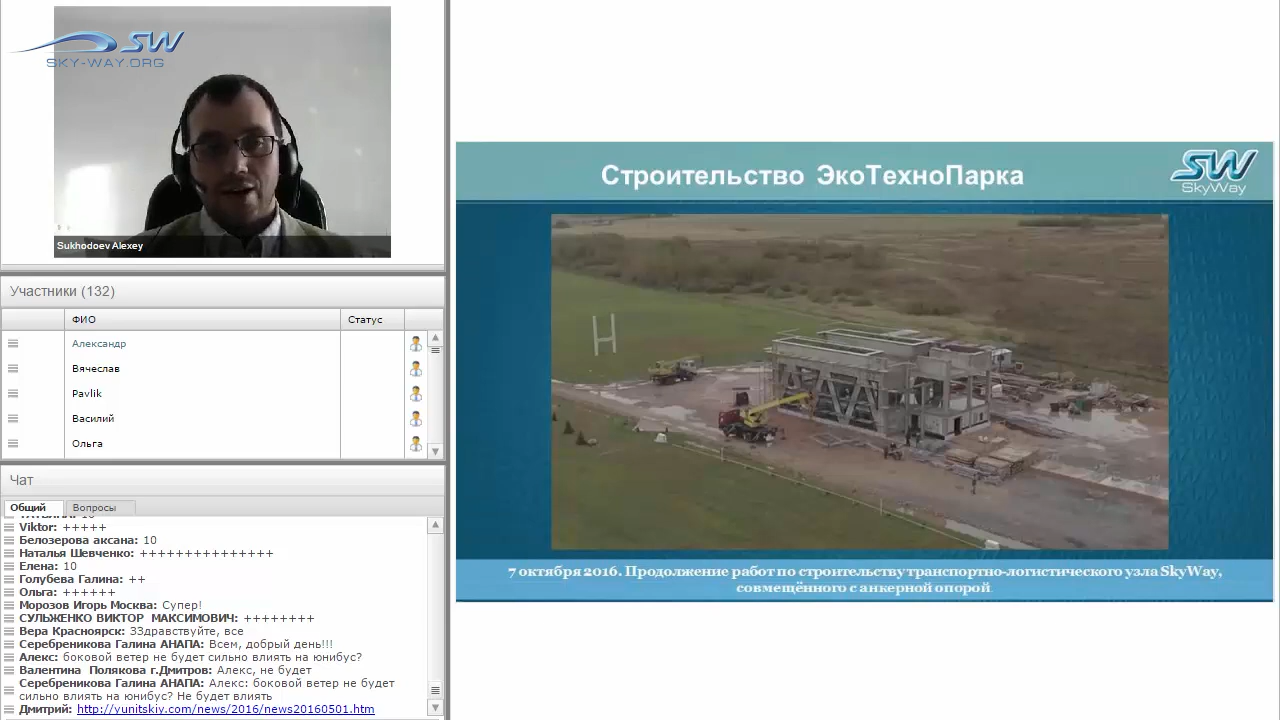 SW
SKY-WAY.ORG
Sukhodoev Alexey
Участники (132)
ФИО
Статус
Александр
Вячеслав
Pavlik
Василий
Ольга
Чат
Общий
Вопросы
Viktor: +++++
Белозерова аксана: 10
Наталья Шевченко: +++++++++++++++
Елена: 10
Голубева Галина: ++
Ольга: ++++++
Морозов Игорь Москва: Супер!
СУЛЬЖЕНКО ВИКТОР МАКСИМОВИЧ: ++++++++
Вера Красноярск: ЗЗдравствуйте, все
Серебреникова Галина АНАПА: Всем, добрый день!!!
Алекс: боковой ветер не будет сильно влиять на юнибус?
Валентина Полякова г.Дмитров: Алекс, не будет
Серебреникова Галина АНАПА: Алекс: боковой ветер не будет
сильно влиять на юнибус? Не будет влиять
Дмитрий: http://yunitskiy.com/news/2016/news20160501.htm
Строительство ЭкоТехноПарка
SW
SkyWay
7 октября 2016. Продолжение работ по строительству транспортно-логистического узла SkyWay,
совмещённого с анкерной опорой.